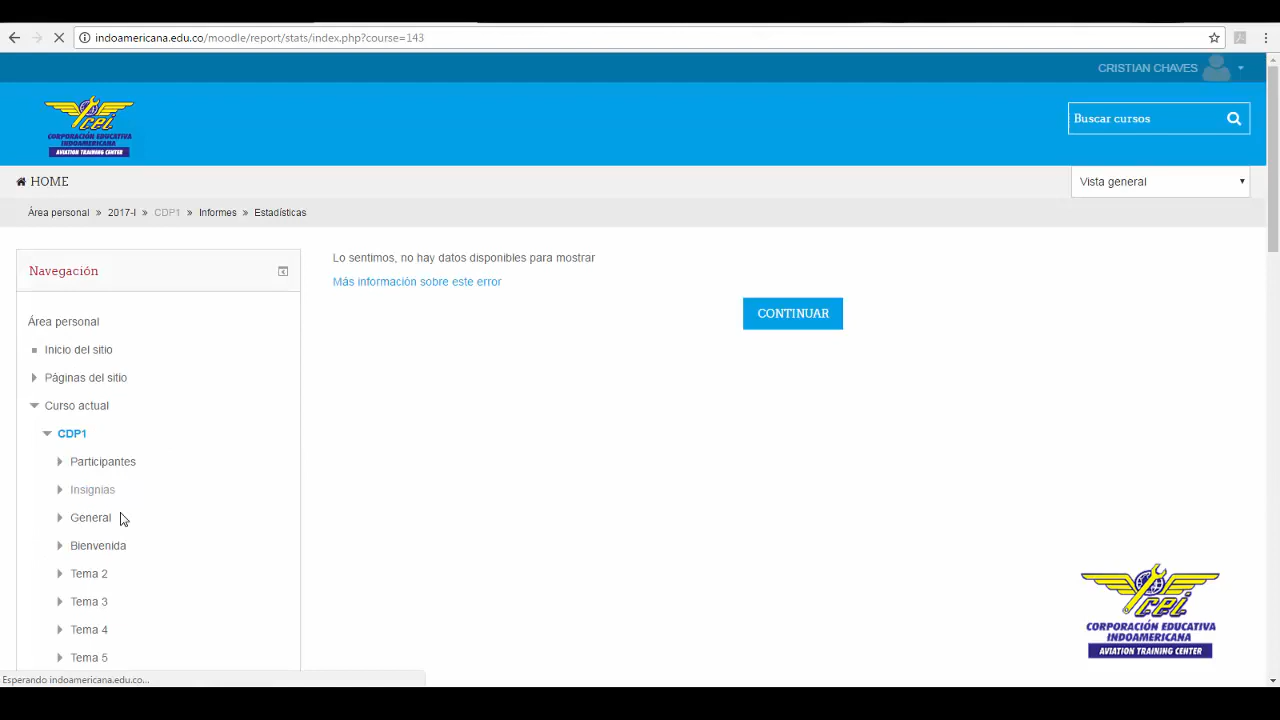 indoamericana.edu.co/moodle/report/stats/index.php?course=143
CRISTIAN CHAVES
cei
CORPORACIÓN EDUCATIVA
INDOAMERICANA
AVIATION TRAINING CENTER
Buscar cursos
HOME
Vista general
Área personal » 2017-I » CDP1 » Informes » Estadísticas
Navegación
Lo sentimos, no hay datos disponibles para mostrar
Más información sobre este error
CONTINUAR
Área personal
Inicio del sitio
Páginas del sitio
Curso actual
CDP1
Participantes
Insignias
General
Bienvenida
Tema 2
Tema 3
Tema 4
Tema 5
cei
CORPORACIÓN EDUCATIVA
INDOAMERICANA
AVIATION TRAINING CENTER
Esperando indoamericana.edu.co...